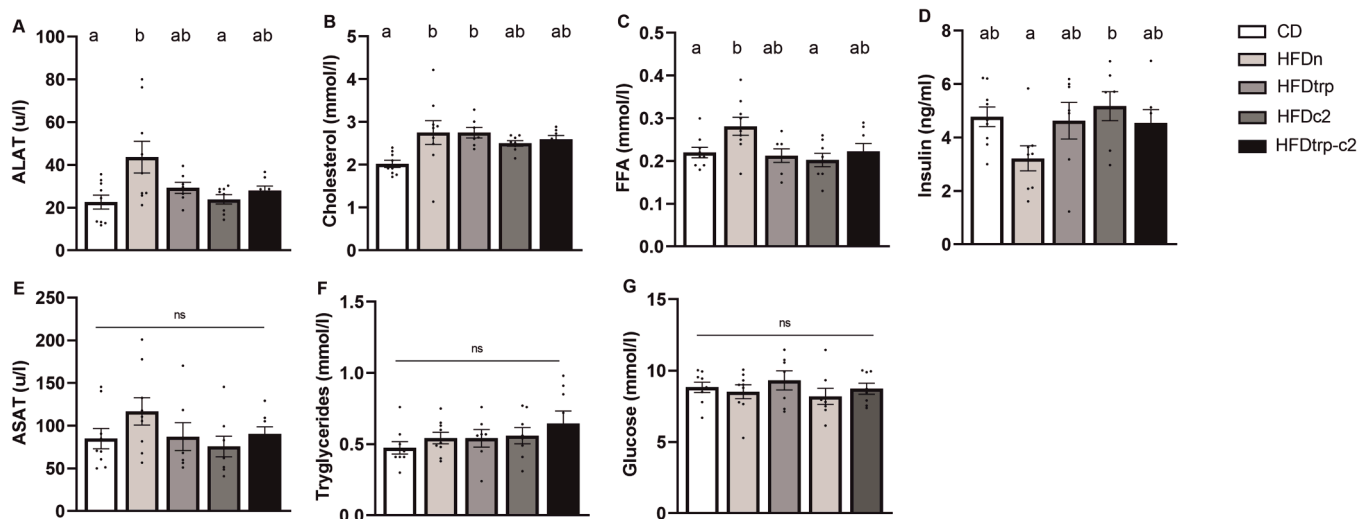 A
ALAT (u/l)
100
80
60
40
20
0
a b ab a ab
B
Cholesterol (mmol/l)
5
4
3
2
1
0
a b b ab ab
C
FFA (mmol/l)
0.4
0.3
0.2
0.1
0.0
a b ab a ab
D
Insulin (ng/ml)
8
6
4
2
0
ab a ab b ab
CD
HFDn
HFDtrp
HFDc2
HFDtrp-c2
E
ASAT (u/l)
250
200
150
100
50
0
ns
F
Tryglycerides (mmol/l)
1.5
1.0
0.5
0.0
ns
G
Glucose (mmol/l)
15
10
5
0
ns